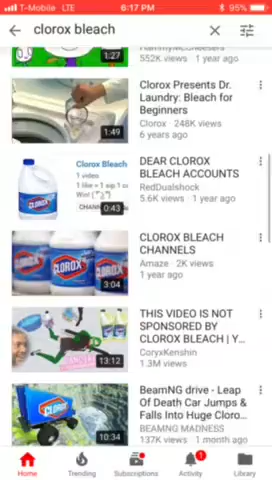 T-Mobile LTE 6:17 PM 95%
clorox bleach
1:27
552K views 1 year ago
1:49
Clorox Presents Dr.
Laundry: Bleach for
Beginners
Clorox · 248K views
6 years ago
Clorox Bleach
1 video
0:43
DEAR CLOROX
BLEACH ACCOUNTS
RedDualshock
5.6K views · 1 year ago
CLOROX
CLOROX
3:04
CLOROX BLEACH
CHANNELS
Amaze · 2K views
1 year ago
13:12
THIS VIDEO IS NOT
SPONSORED BY
CLOROX BLEACH | Y...
CoryxKenshin
1.3M views
CLOROX
10:34
BeamNG drive - Leap
Of Death Car Jumps &
Falls Into Huge Cloro...
BEAMNG MADNESS
137K views · 1 month ago
Home Trending Subscriptions Activity 1 Library